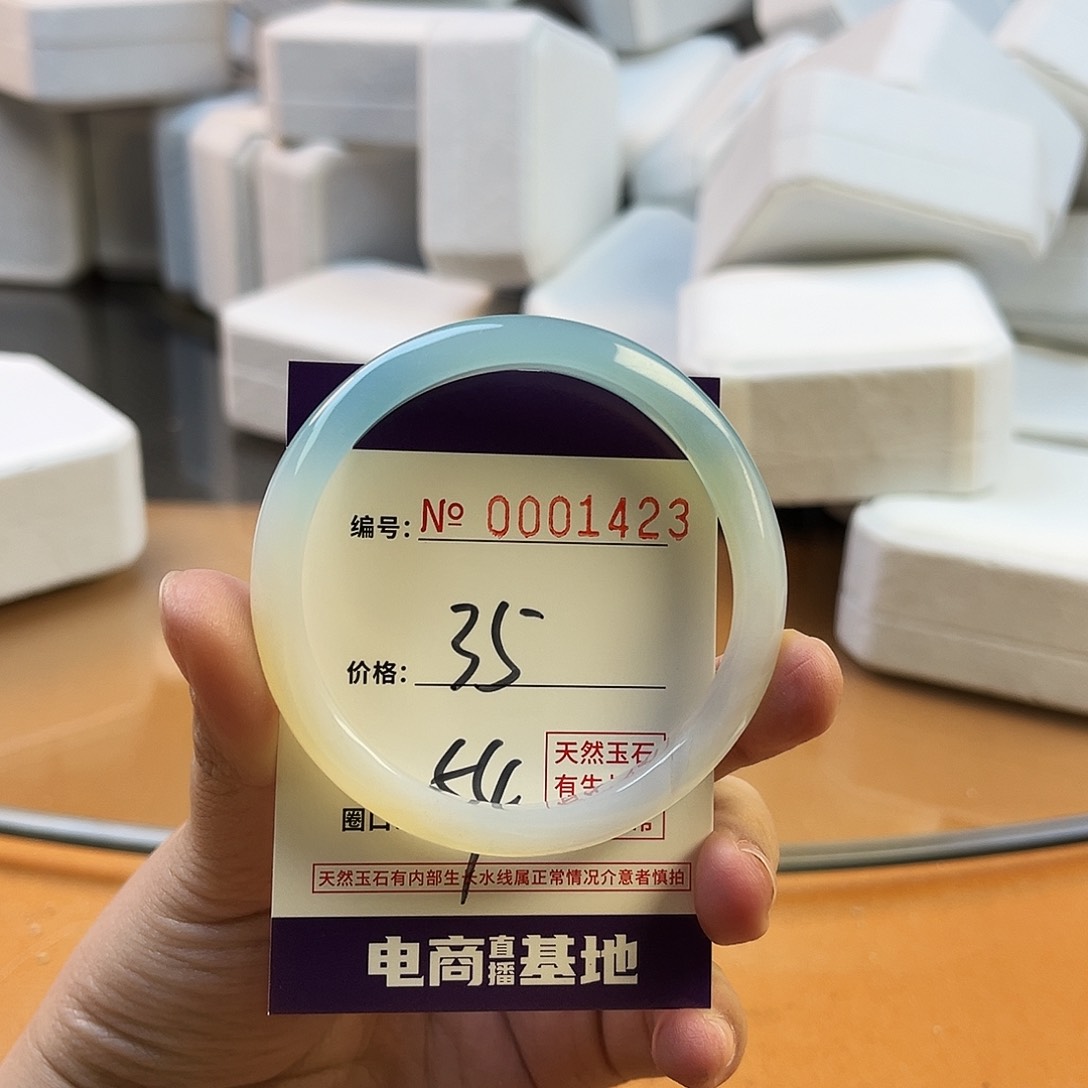 编号: № 0001423
价格: 35
天然玉石
有生
圈口
天然玉石有内部生长水线属正常情况介意者慎拍
电商直播基地